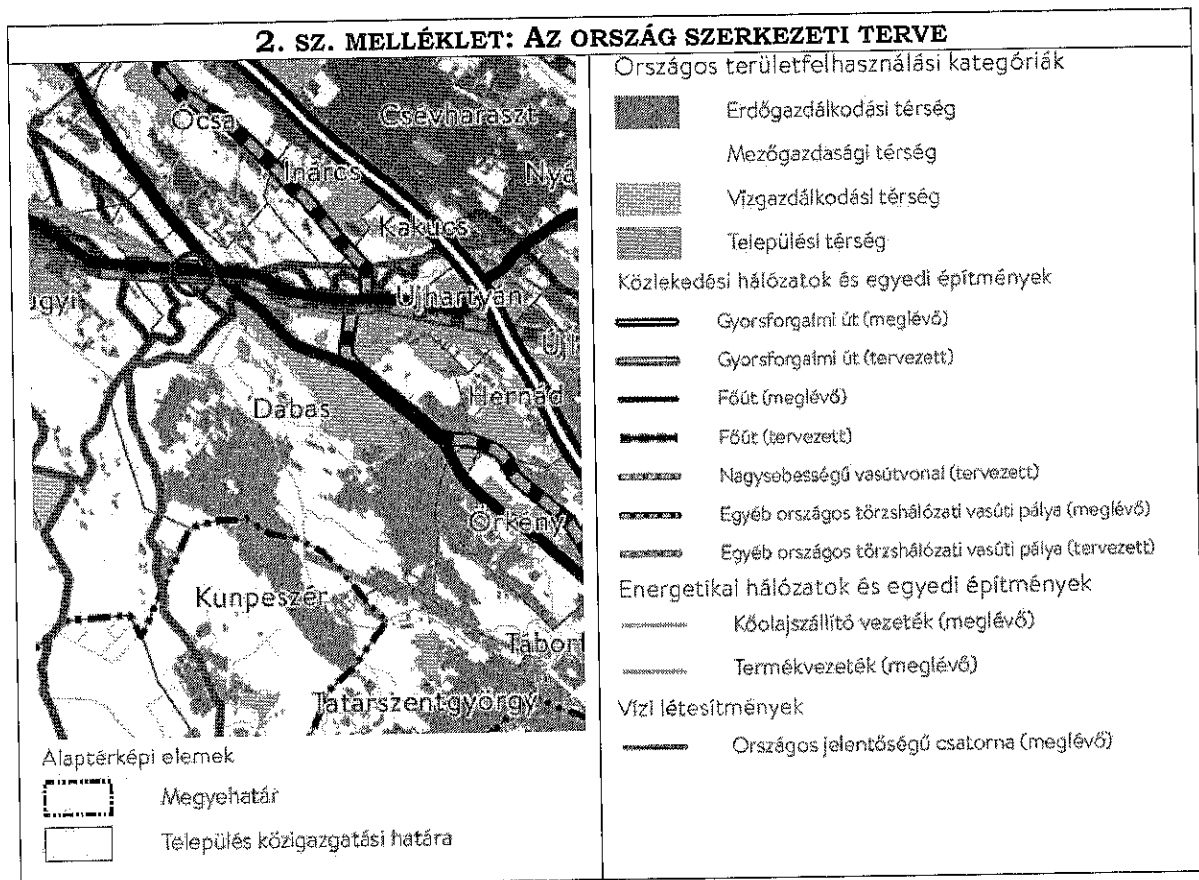 2. SZ. MELLÉKLET: AZ ORSZÁG SZERKEZETI TERVE
Ócsa
Csévharaszt
Inárcs
Nyá
Kakucs
ugyi
Újhartyán
Új
Hernád
Dabas
Örkény
Kunpeszér
Tábor
Tatárszentgyörgy
Alaptérképi elemek
Megyehatár
Település közigazgatási határa
Országos területfelhasználási kategóriák
Erdőgazdálkodási térség
Mezőgazdasági térség
Vízgazdálkodási térség
Települési térség
Közlekedési hálózatok és egyedi építmények
Gyorsforgalmi út (meglévő)
Gyorsforgalmi út (tervezett)
Főút (meglévő)
Főút (tervezett)
Nagysebességű vasútvonal (tervezett)
Egyéb országos törzshálózati vasúti pálya (meglévő)
Egyéb országos törzshálózati vasúti pálya (tervezett)
Energetikai hálózatok és egyedi építmények
Kőolajszállító vezeték (meglévő)
Termékvezeték (meglévő)
Vízi létesítmények
Országos jelentőségű csatorna (meglévő)